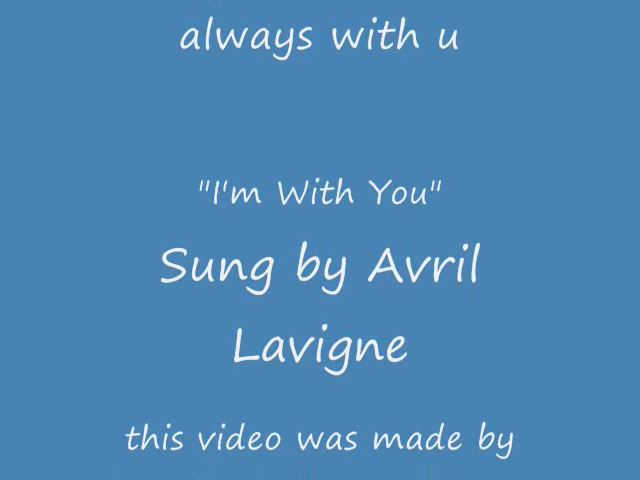 always with u
"I'm With You"
Sung by Avril
Lavigne
this video was made by